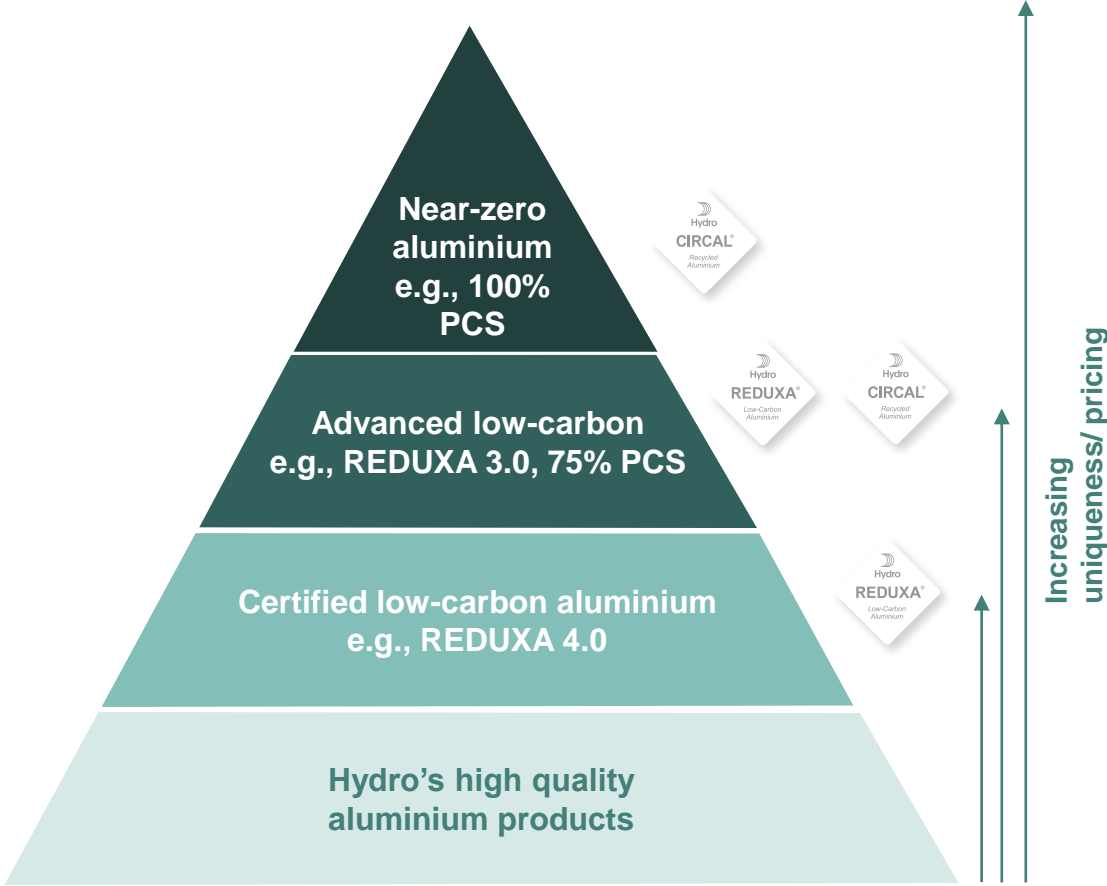 Near-zero
aluminium
e.g., 100%
PCS
Hydro
CIRCAL®
Recycled
Aluminium
Advanced low-carbon
e.g., REDUXA 3.0, 75% PCS
Hydro
REDUXA®
Low-Carbon
Aluminium
Hydro
CIRCAL®
Recycled
Aluminium
Certified low-carbon aluminium
e.g., REDUXA 4.0
Hydro
REDUXA®
Low-Carbon
Aluminium
Hydro’s high quality
aluminium products
Increasing
uniqueness/ pricing